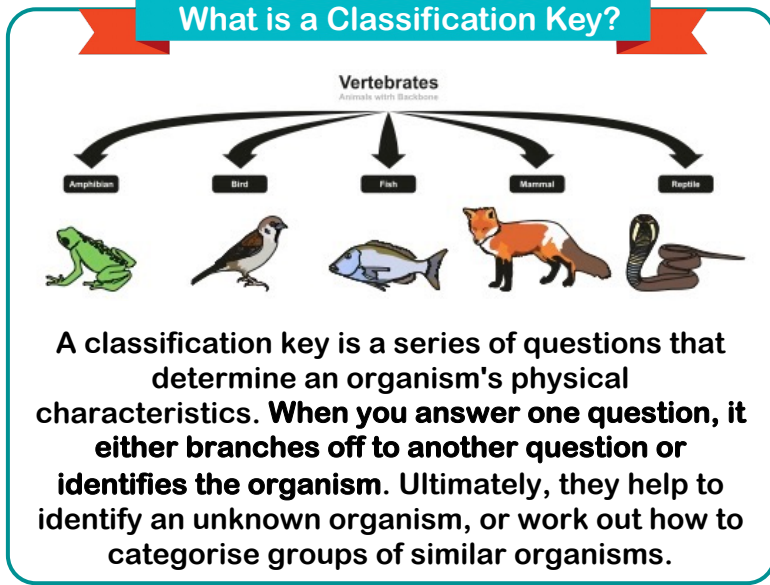 What is a Classification Key?
Vertebrates
Animals witrh Backbone
Amphibian
Bird
Fish
Mammal
Reptile
A classification key is a series of questions that
determine an organism's physical
characteristics. When you answer one question, it
either branches off to another question or
identifies the organism. Ultimately, they help to
identify an unknown organism, or work out how to
categorise groups of similar organisms.